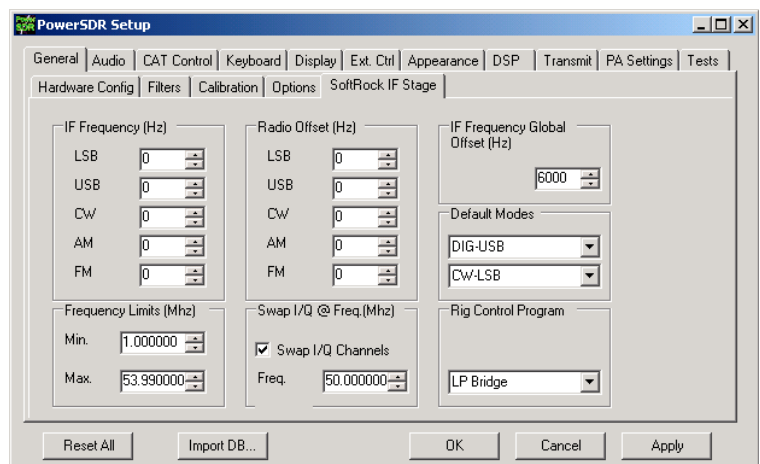 PowerSDR Setup
General Audio CAT Control Keyboard Display Ext. Ctrl Appearance DSP Transmit PA Settings Tests
Hardware Config Filters Calibration Options SoftRock IF Stage
IF Frequency (Hz)
LSB 0
USB 0
CW 0
AM 0
FM 0
Radio Offset (Hz)
LSB 0
USB 0
CW 0
AM 0
FM 0
IF Frequency Global
Offset (Hz)
6000
Default Modes
DIG-USB
CW-LSB
Frequency Limits (Mhz)
Min. 1.000000
Max. 53.990000
Swap I/Q @ Freq.(Mhz)
Swap I/Q Channels
Freq. 50.000000
Rig Control Program
LP Bridge
Reset All Import DB... OK Cancel Apply